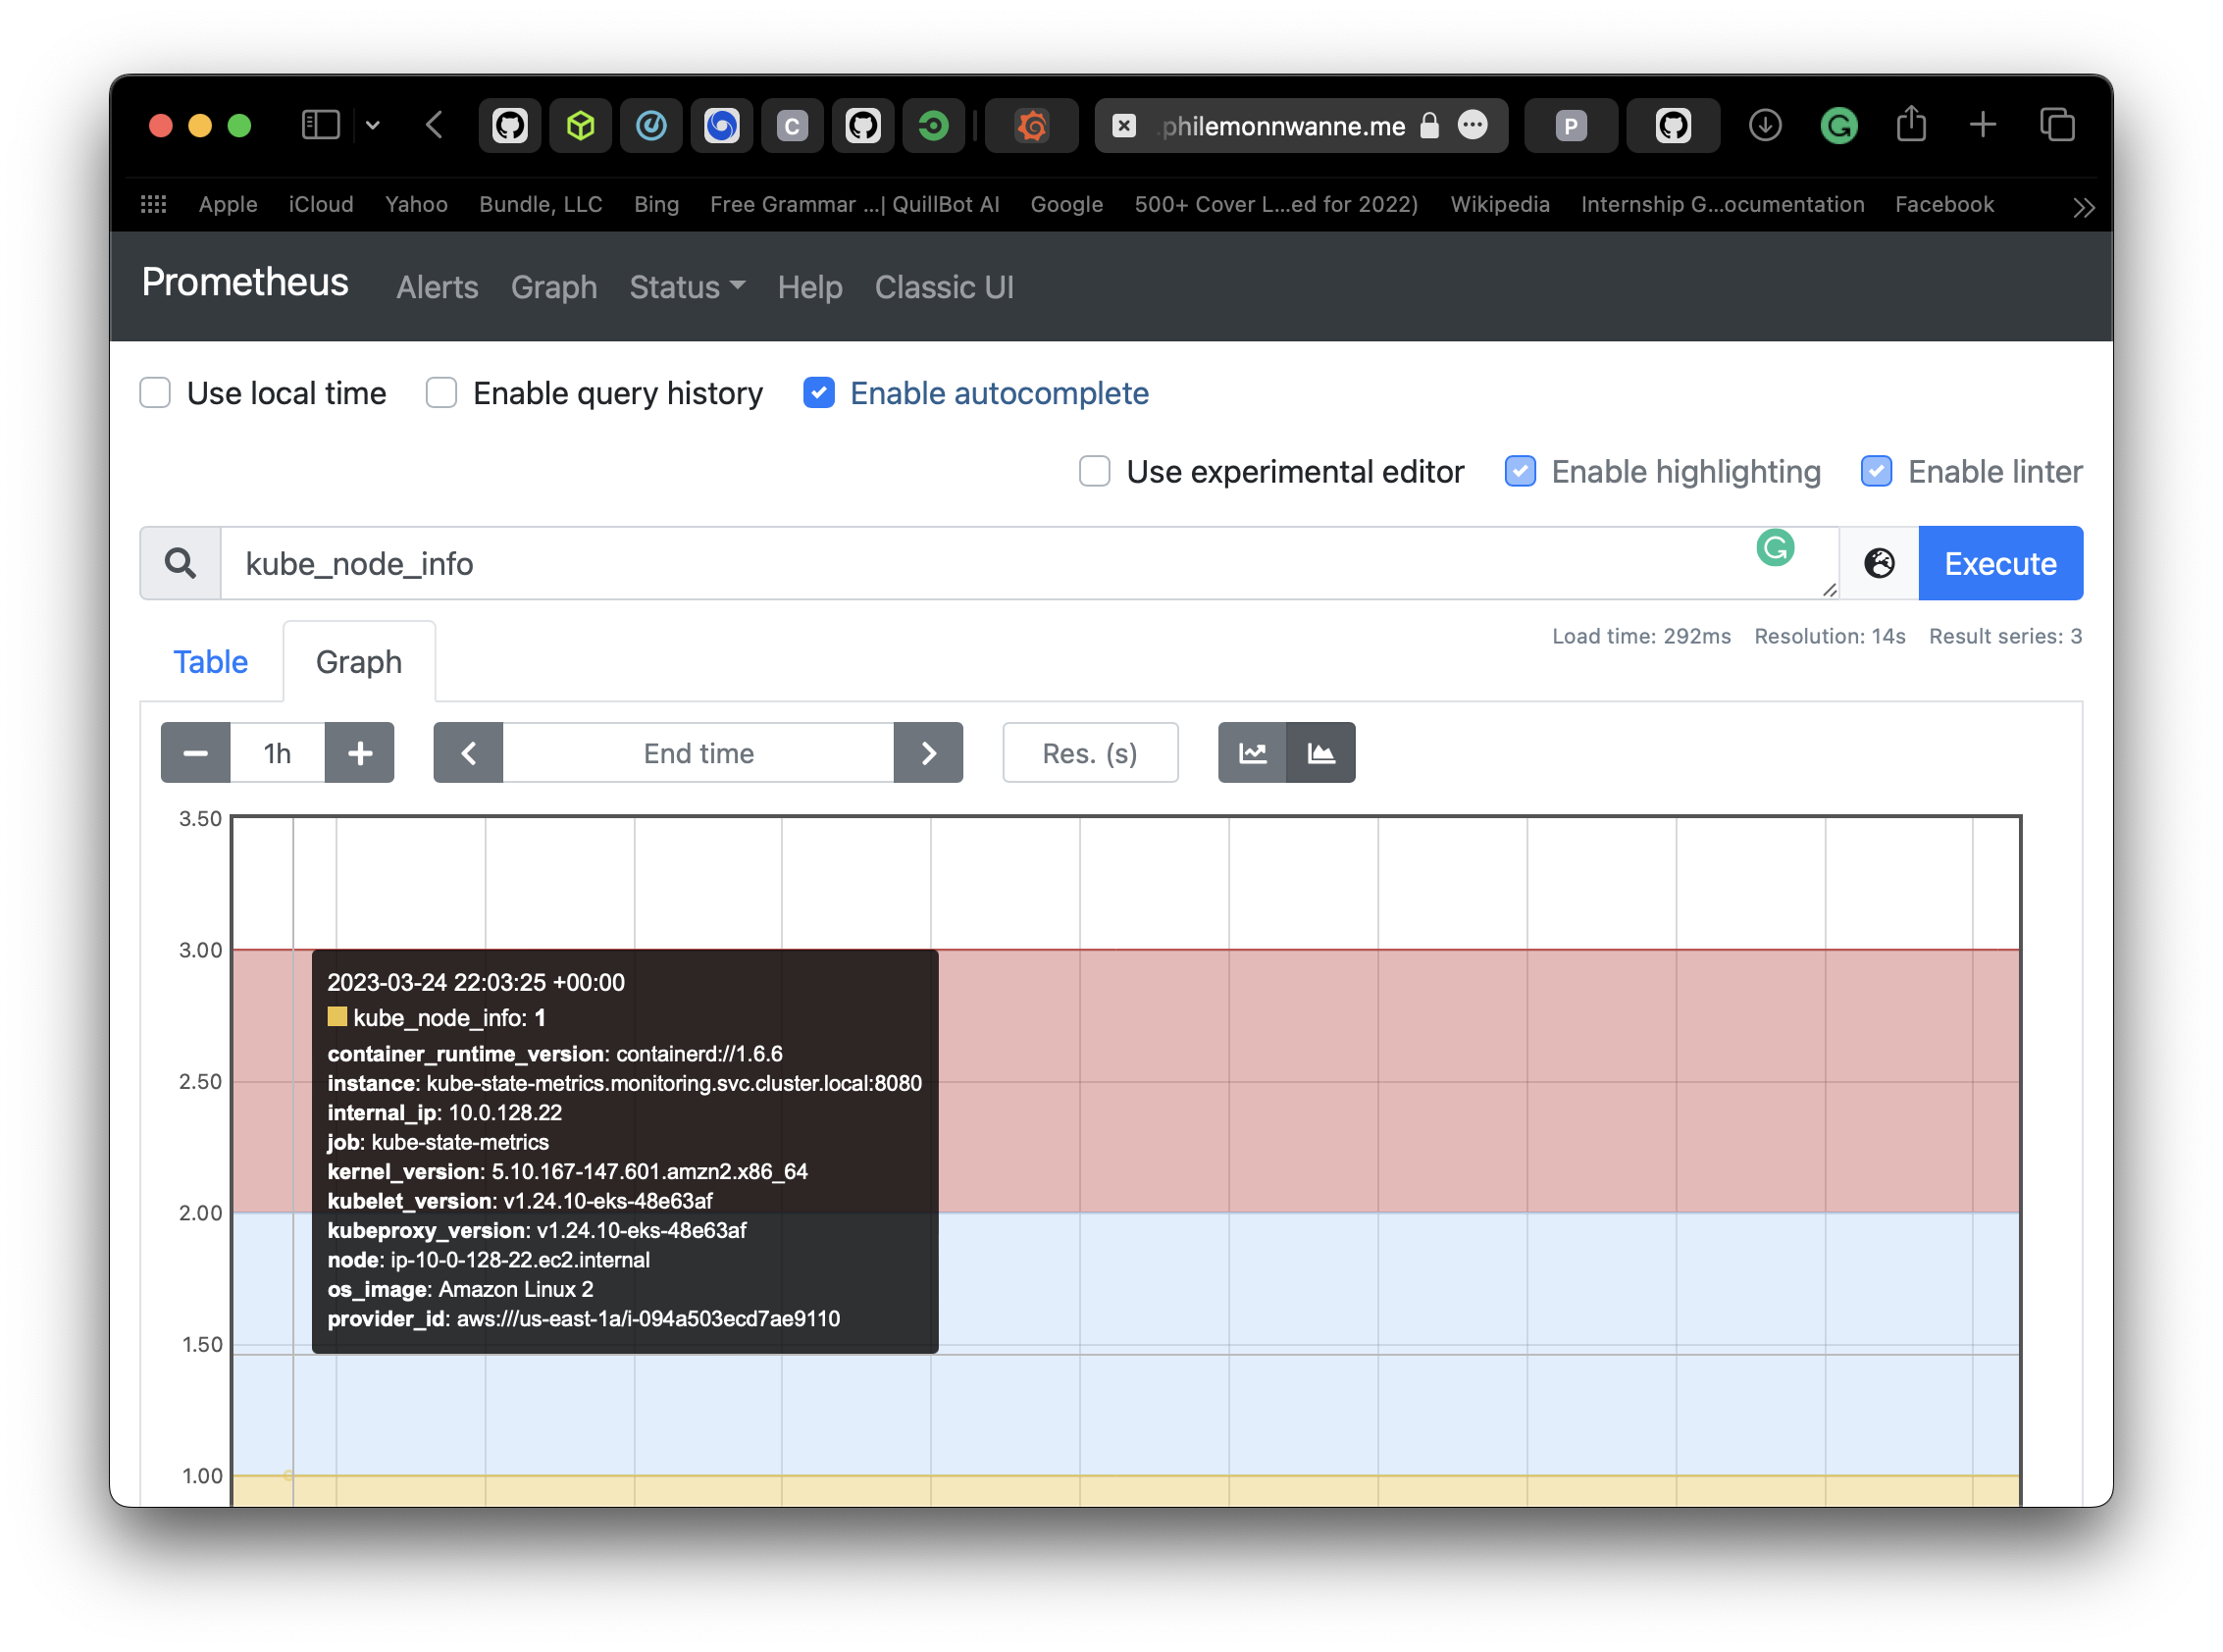 .philemonnwanne.me
C
P
Apple iCloud Yahoo Bundle, LLC Bing Free Grammar ...| QuillBot AI Google 500+ Cover L...ed for 2022) Wikipedia Internship G...ocumentation Facebook
Prometheus Alerts Graph Status Help Classic UI
Use local time Enable query history Enable autocomplete
Use experimental editor Enable highlighting Enable linter
kube_node_info
Execute
Load time: 292ms Resolution: 14s Result series: 3
Table Graph
1h End time Res. (s)
3.50
3.00
2.50
2.00
1.50
1.00
2023-03-24 22:03:25 +00:00
kube_node_info: 1
container_runtime_version: containerd://1.6.6
instance: kube-state-metrics.monitoring.svc.cluster.local:8080
internal_ip: 10.0.128.22
job: kube-state-metrics
kernel_version: 5.10.167-147.601.amzn2.x86_64
kubelet_version: v1.24.10-eks-48e63af
kubeproxy_version: v1.24.10-eks-48e63af
node: ip-10-0-128-22.ec2.internal
os_image: Amazon Linux 2
provider_id: aws:///us-east-1a/i-094a503ecd7ae9110